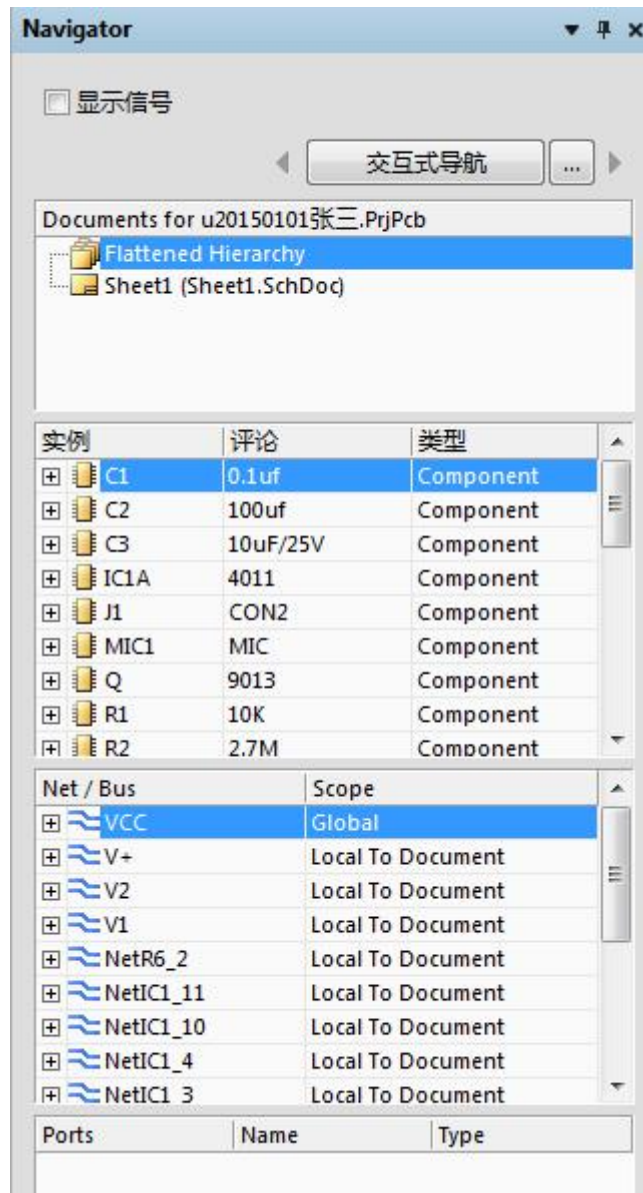 Navigator
显示信号
交互式导航 ...
Documents for u20150101张三.PrjPcb
Flattened Hierarchy
Sheet1 (Sheet1.SchDoc)
实例 评论 类型
C1 0.1uf Component
C2 100uf Component
C3 10uF/25V Component
IC1A 4011 Component
J1 CON2 Component
MIC1 MIC Component
Q 9013 Component
R1 10K Component
R2 2.7M Component
Net / Bus Scope
VCC Global
V+ Local To Document
V2 Local To Document
V1 Local To Document
NetR6_2 Local To Document
NetIC1_11 Local To Document
NetIC1_10 Local To Document
NetIC1_4 Local To Document
NetIC1_3 Local To Document
Ports Name Type